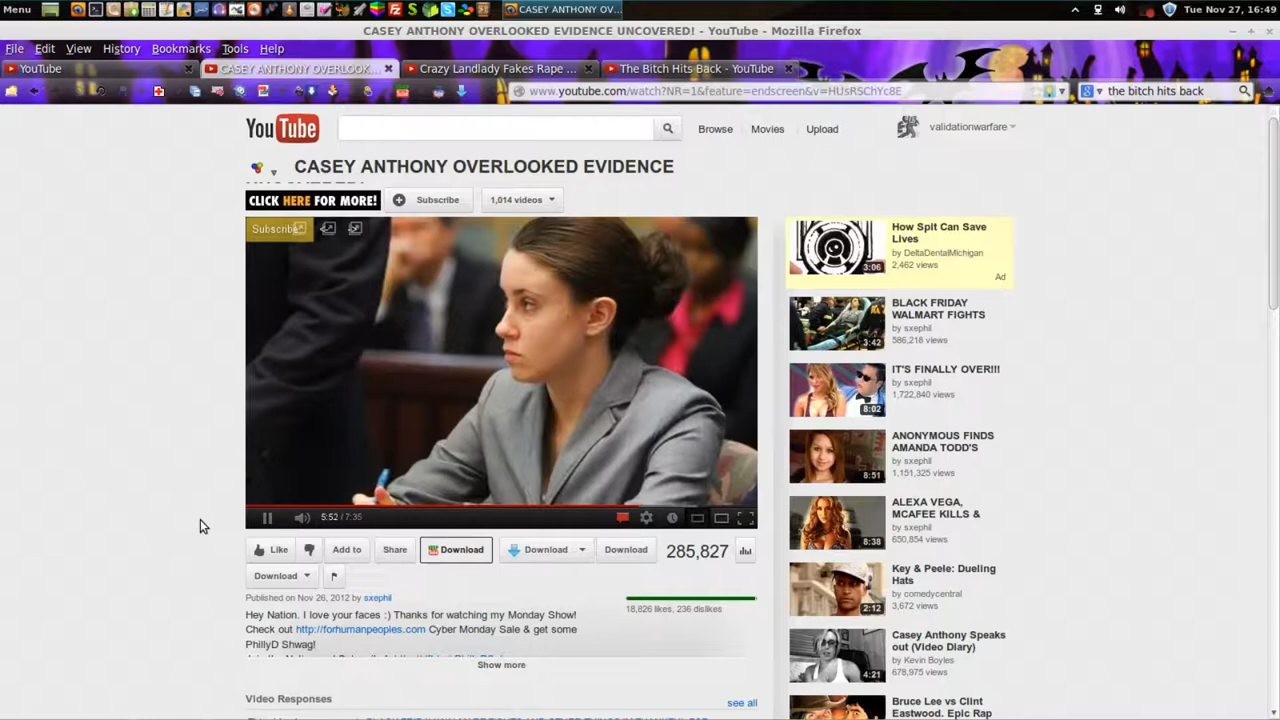 Menu
CASEY ANTHONY OV...
Tue Nov 27, 16:49
CASEY ANTHONY OVERLOOKED EVIDENCE UNCOVERED! - YouTube - Mozilla Firefox
File Edit View History Bookmarks Tools Help
YouTube
CASEY ANTHONY OVERLOOK...
Crazy Landlady Fakes Rape ...
The Bitch Hits Back - YouTube
www.youtube.com/watch?NR=1&feature=endscreen&v=HUsRSChYc8E
the bitch hits back
YouTube
Browse Movies Upload
validationwarfare
CASEY ANTHONY OVERLOOKED EVIDENCE
CLICK HERE FOR MORE!
Subscribe
1,014 videos
Subscribe
5:52 / 7:35
Like
Add to
Share
Download
Download
Download
285,827
Download
Published on Nov 26, 2012 by sxephil
18,826 likes, 236 dislikes
Hey Nation. I love your faces :) Thanks for watching my Monday Show!
Check out http://forhumanpeoples.com Cyber Monday Sale & get some
PhillyD Shwag!
Show more
Video Responses
see all
How Spit Can Save
Lives
by DeltaDentalMichigan
2,462 views
Ad
3:06
BLACK FRIDAY
WALMART FIGHTS
by sxephil
586,218 views
3:42
IT'S FINALLY OVER!!!
by sxephil
1,722,840 views
8:02
ANONYMOUS FINDS
AMANDA TODD'S
by sxephil
1,151,325 views
8:51
ALEXA VEGA,
MCAFEE KILLS &
by sxephil
650,854 views
8:38
Key & Peele: Dueling
Hats
by comedycentral
3,672 views
2:12
Casey Anthony Speaks
out (Video Diary)
by Kevin Boyles
678,975 views
4:21
Bruce Lee vs Clint
Eastwood. Epic Rap